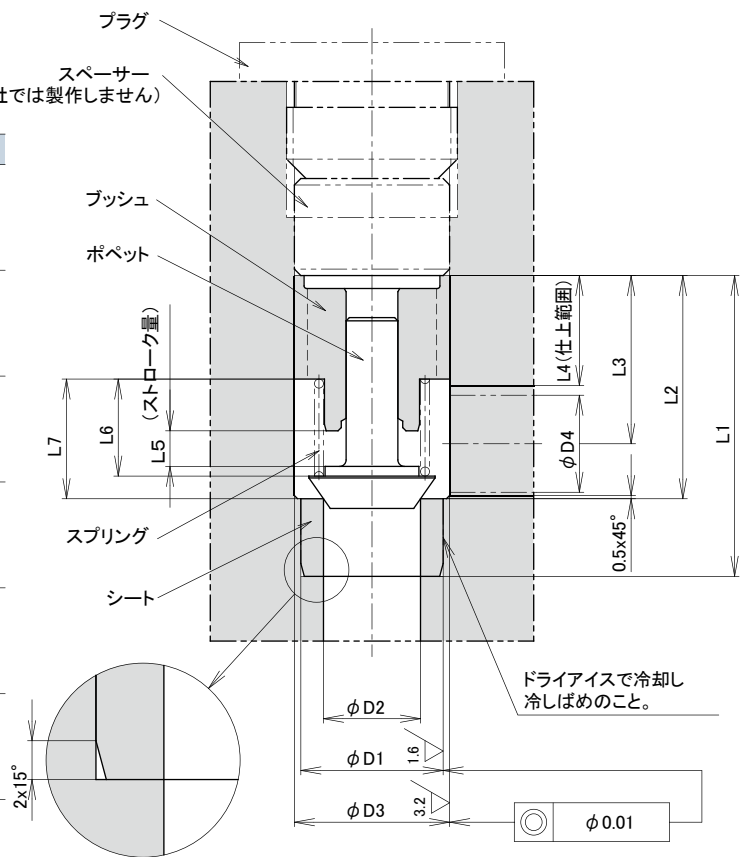 プラグ
スペーサー
社では製作しません）
ブッシュ
ポペット
（ストローク量）
L4（仕上範囲）
L3
L2
L1
L7
L6
L5
φD4
スプリング
0.5x45°
シート
ドライアイスで冷却し
冷しばめのこと。
φD2
1.6
φD1
2x15°
3.2
φD3
φ0.01